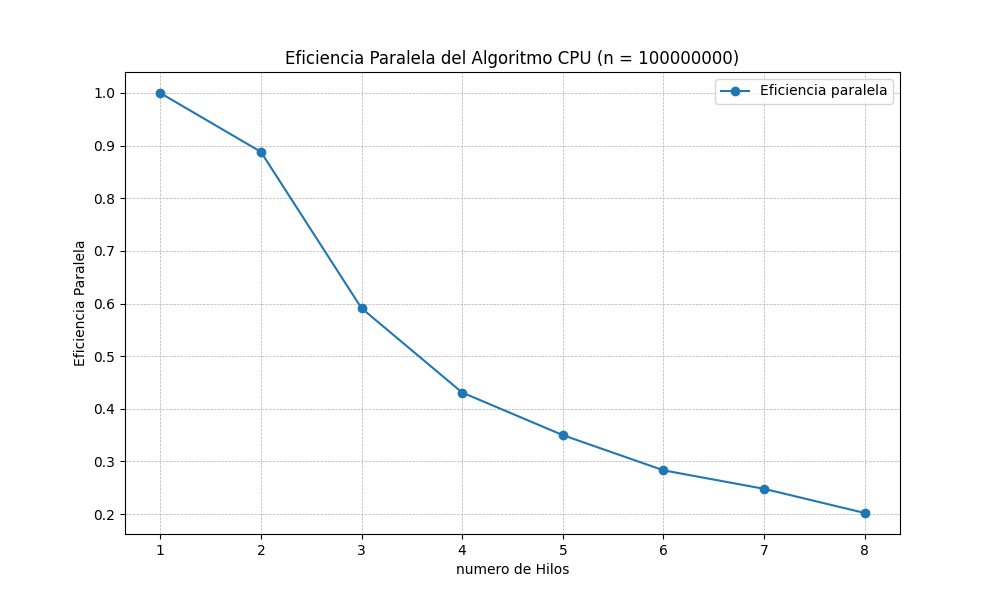 Eficiencia Paralela del Algoritmo CPU (n = 100000000)
Eficiencia paralela
Eficiencia Paralela
1.0
0.9
0.8
0.7
0.6
0.5
0.4
0.3
0.2
1 2 3 4 5 6 7 8
numero de Hilos